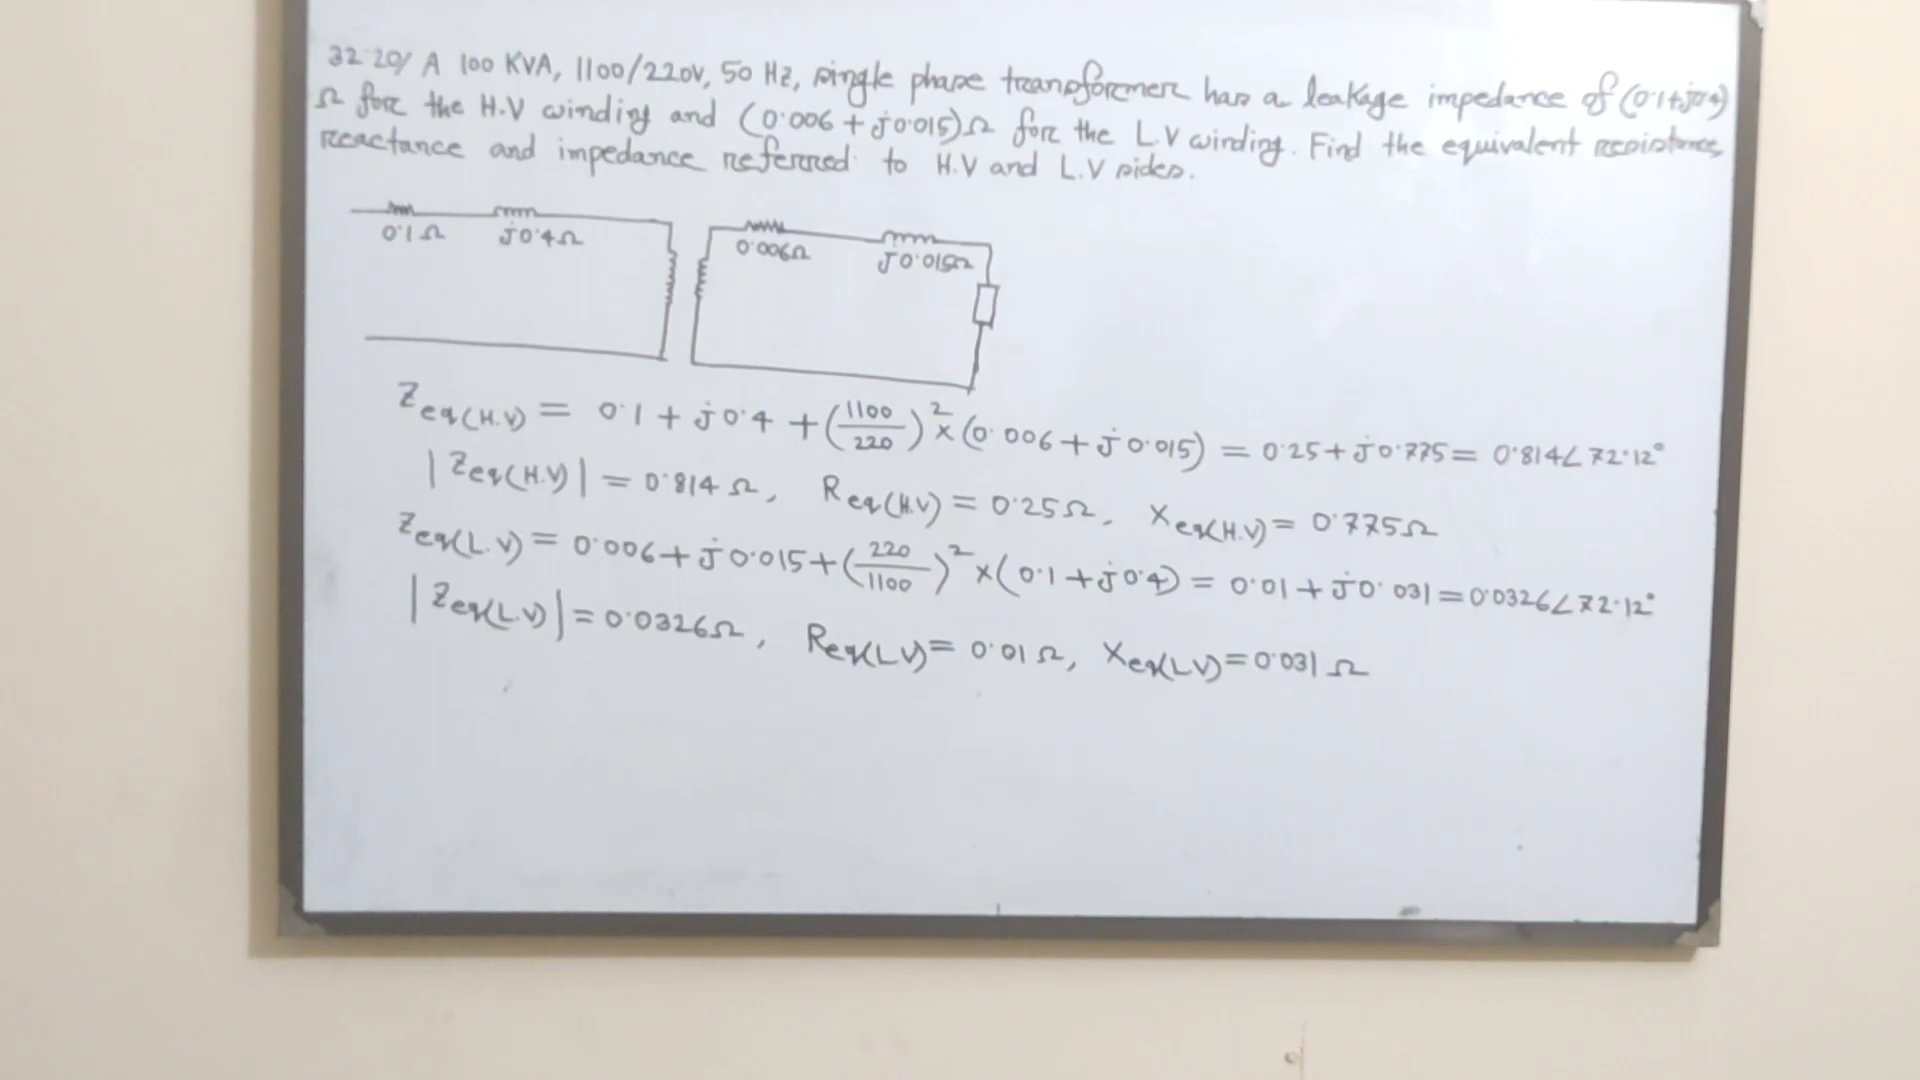 32.20/ A 100 KVA, 1100/220V, 50 Hz, single phase transformer has a leakage impedance of (0.1+j0.4)
Ω for the H.V winding and (0.006 + j0.015)Ω for the L.V winding. Find the equivalent resistance,
reactance and impedance referred to H.V and L.V sides.
0.1Ω j0.4Ω 0.006Ω j0.015Ω
Zeq(H.V) = 0.1 + j0.4 + (1100/220)² × (0.006 + j0.015) = 0.25 + j0.775 = 0.814∠72.12°
|Zeq(H.V)| = 0.814 Ω, Req(H.V) = 0.25Ω, Xeq(H.V) = 0.775Ω
Zeq(L.V) = 0.006 + j0.015 + (220/1100)² × (0.1 + j0.4) = 0.01 + j0.031 = 0.0326∠72.12°
|Zeq(L.V)| = 0.0326Ω, Req(LV) = 0.01Ω, Xeq(LV) = 0.031 Ω